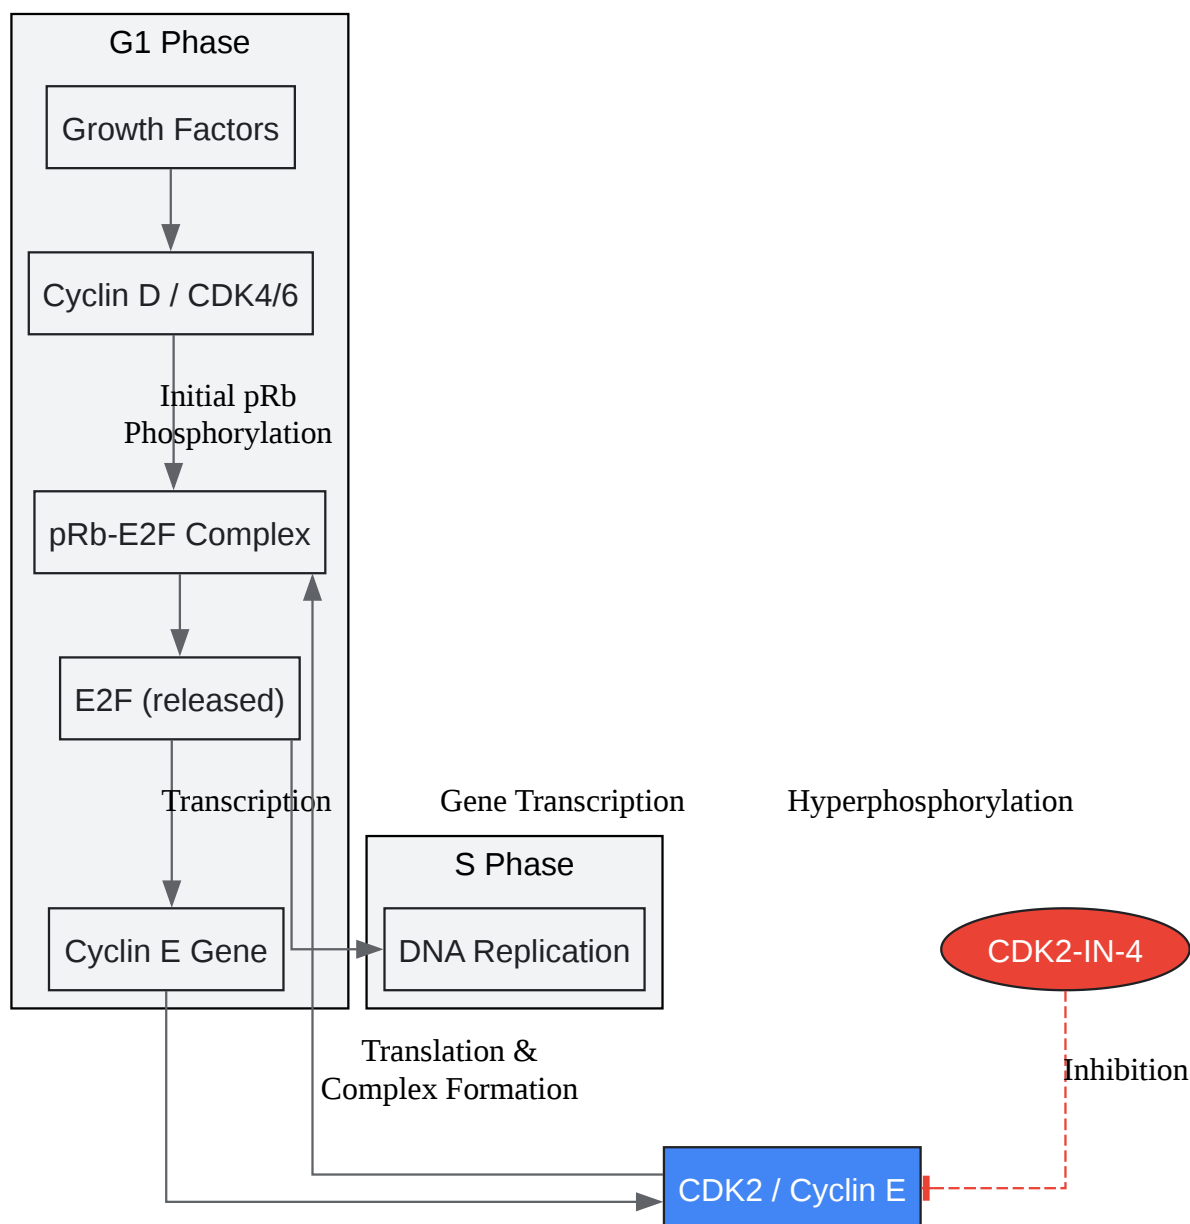 G1 Phase
Growth Factors
Cyclin D / CDK4/6
Initial pRb
Phosphorylation
pRb-E2F Complex
E2F (released)
Transcription
Gene Transcription
Hyperphosphorylation
S Phase
Cyclin E Gene
DNA Replication
CDK2-IN-4
Translation &
Complex Formation
Inhibition
CDK2 / Cyclin E